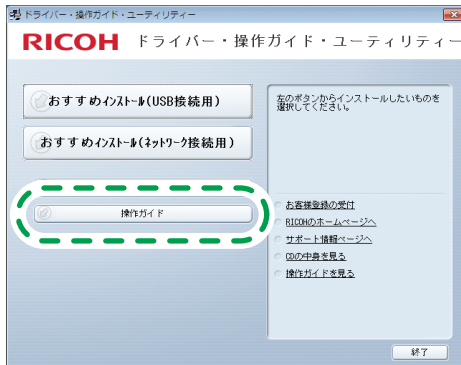 ドライバー・操作ガイド・ユーティリティー
RICOH ドライバー・操作ガイド・ユーティリティー
おすすめインストール(USB接続用)
おすすめインストール(ネットワーク接続用)
操作ガイド
左のボタンからインストールしたいものを
選択してください。
お客様登録の受付
RICOHのホームページへ
サポート情報ページへ
CDの中身を見る
操作ガイドを見る
終了